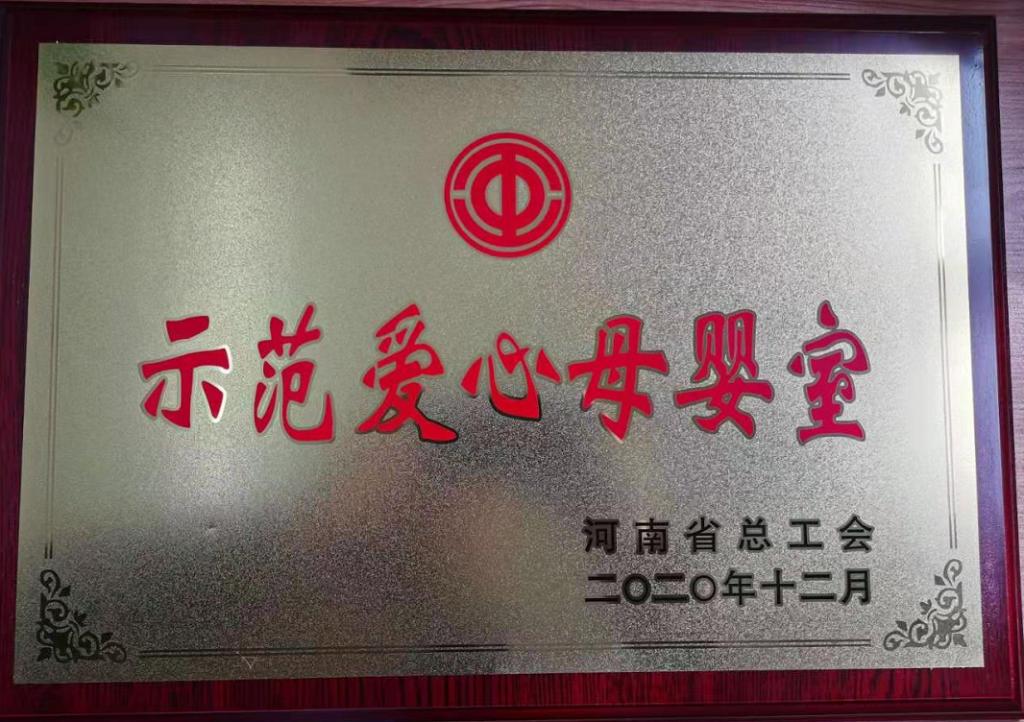 示范爱心母婴室
河南省总工会
二〇二〇年十二月